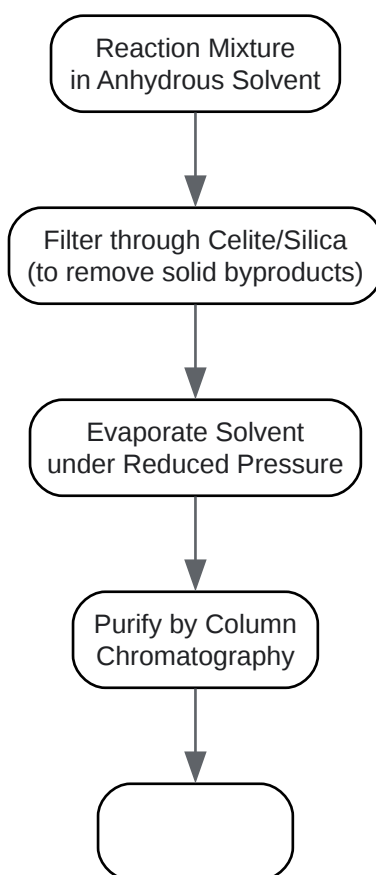 Reaction Mixture
in Anhydrous Solvent
Filter through Celite/Silica
(to remove solid byproducts)
Evaporate Solvent
under Reduced Pressure
Purify by Column
Chromatography